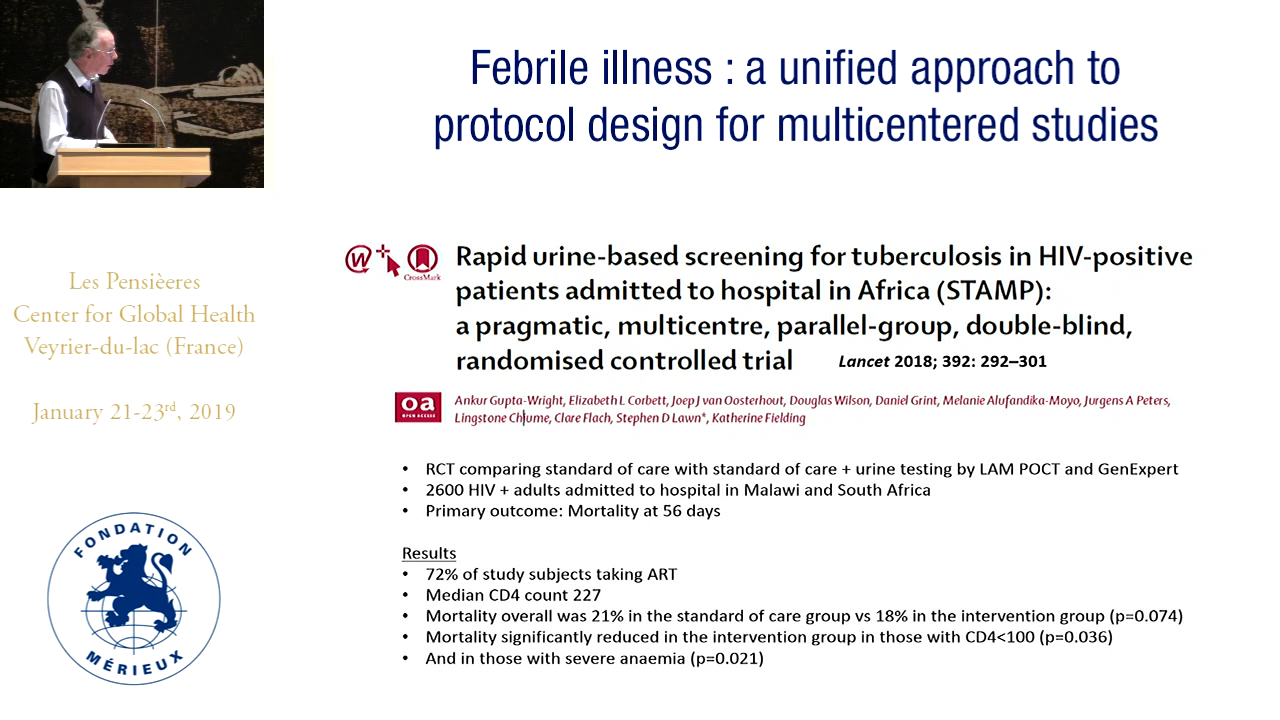 Febrile illness : a unified approach to
protocol design for multicentered studies
Les Pensièeres
Center for Global Health
Veyrier-du-lac (France)
January 21-23rd, 2019
FONDATION
MÉRIEUX
W
CrossMark
Rapid urine-based screening for tuberculosis in HIV-positive
patients admitted to hospital in Africa (STAMP):
a pragmatic, multicentre, parallel-group, double-blind,
randomised controlled trial
Lancet 2018; 392: 292–301
oa
OPEN ACCESS
Ankur Gupta-Wright, Elizabeth L Corbett, Joep J van Oosterhout, Douglas Wilson, Daniel Grint, Melanie Alufandika-Moyo, Jurgens A Peters,
Lingstone Chiume, Clare Flach, Stephen D Lawn*, Katherine Fielding
• RCT comparing standard of care with standard of care + urine testing by LAM POCT and GenExpert
• 2600 HIV + adults admitted to hospital in Malawi and South Africa
• Primary outcome: Mortality at 56 days
Results
• 72% of study subjects taking ART
• Median CD4 count 227
• Mortality overall was 21% in the standard of care group vs 18% in the intervention group (p=0.074)
• Mortality significantly reduced in the intervention group in those with CD4<100 (p=0.036)
• And in those with severe anaemia (p=0.021)